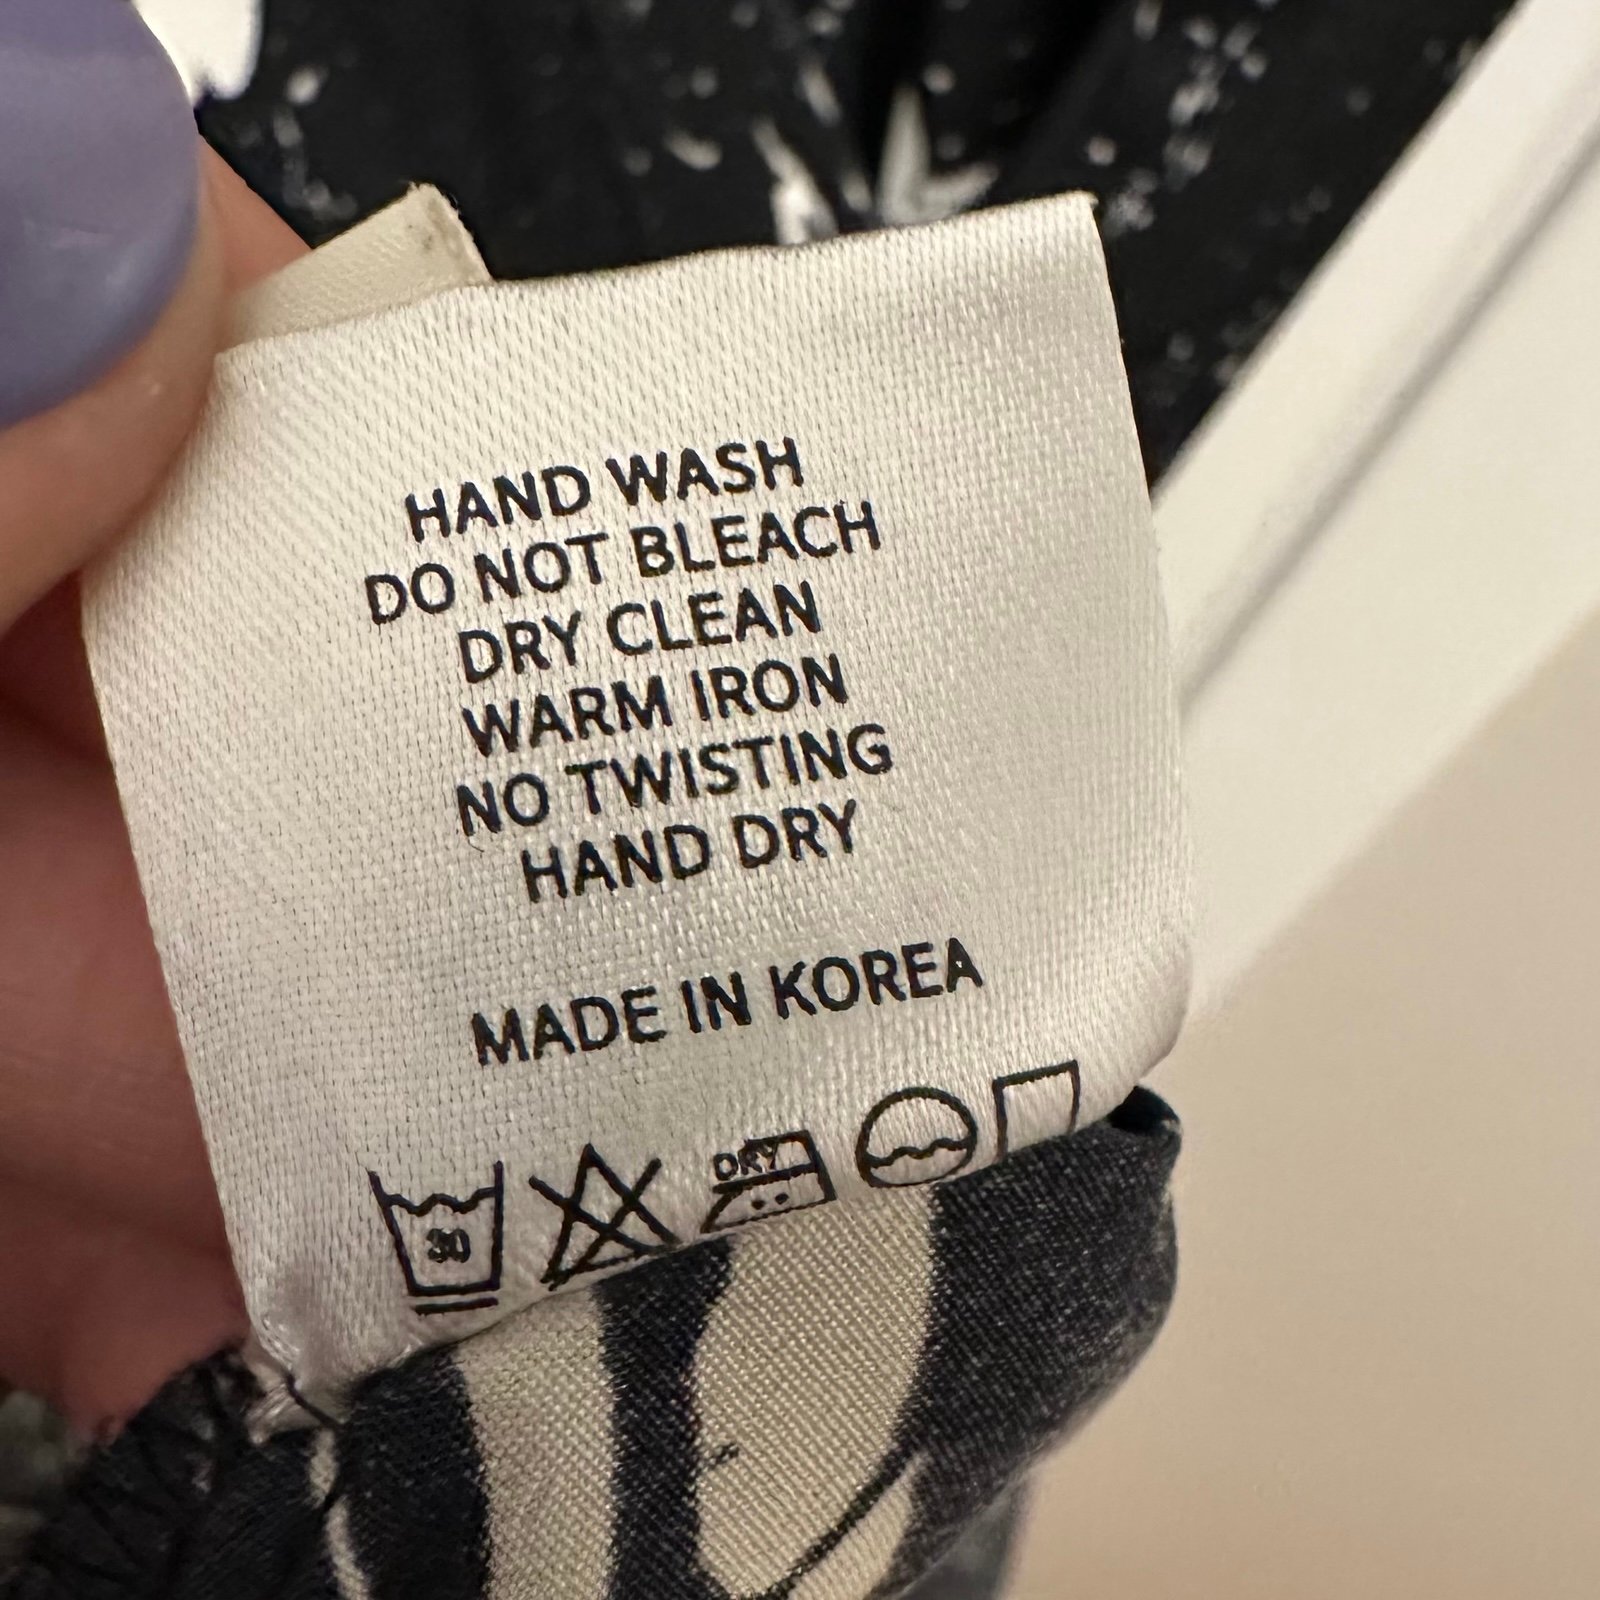 HAND WASH
DO NOT BLEACH
DRY CLEAN
WARM IRON
NO TWISTING
HAND DRY
MADE IN KOREA
30
DRY